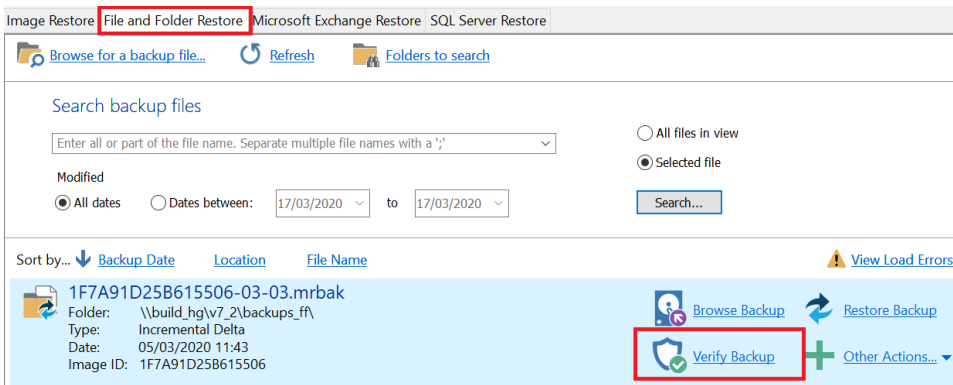 Image Restore File and Folder Restore Microsoft Exchange Restore SQL Server Restore
Browse for a backup file... Refresh Folders to search
Search backup files
Enter all or part of the file name. Separate multiple file names with a ';'
All files in view
Selected file
Modified
All dates Dates between: 17/03/2020 to 17/03/2020 Search...
Sort by... Backup Date Location File Name View Load Errors
1F7A91D25B615506-03-03.mrbak
Folder: \\build_hg\v7_2\backups_ff\
Type: Incremental Delta
Date: 05/03/2020 11:43
Image ID: 1F7A91D25B615506
Browse Backup Restore Backup
Verify Backup Other Actions...